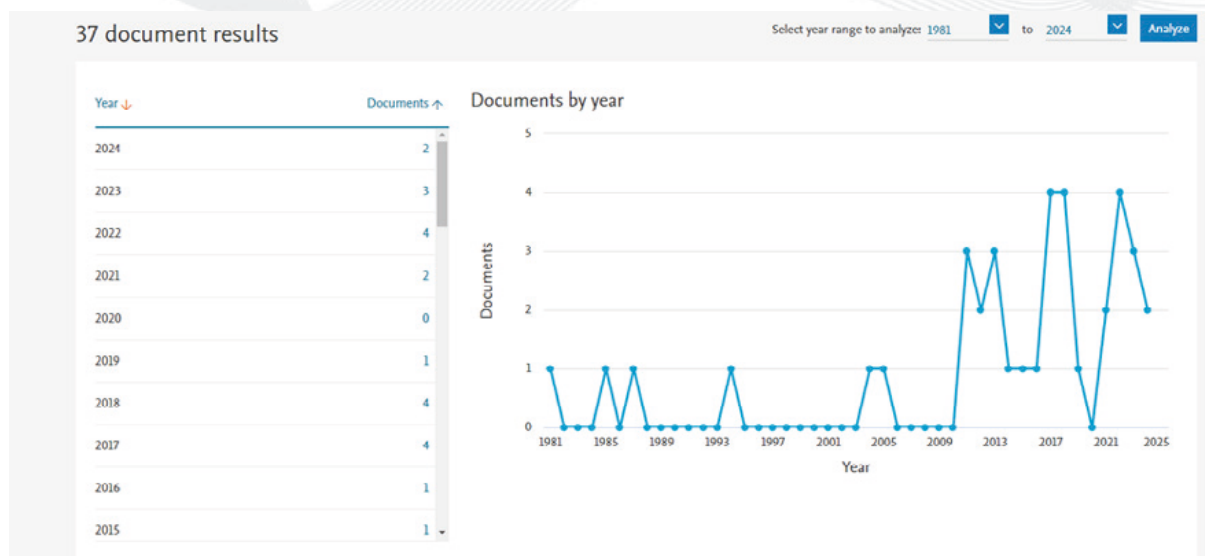 37 document results
Select year range to analyze: 1981 to 2024 Analyze
Year Documents
2024 2
2023 3
2022 4
2021 2
2020 0
2019 1
2018 4
2017 4
2016 1
2015 1
Documents by year
5
4
3
2
1
0
Documents
1981 1985 1989 1993 1997 2001 2005 2009 2013 2017 2021 2025
Year